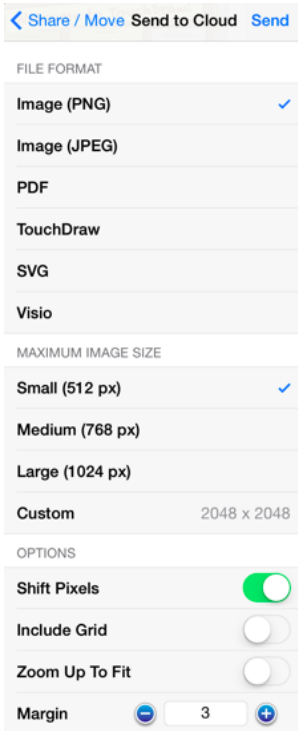 Share / Move Send to Cloud Send
FILE FORMAT
Image (PNG)
Image (JPEG)
PDF
TouchDraw
SVG
Visio
MAXIMUM IMAGE SIZE
Small (512 px)
Medium (768 px)
Large (1024 px)
Custom 2048 x 2048
OPTIONS
Shift Pixels
Include Grid
Zoom Up To Fit
Margin 3